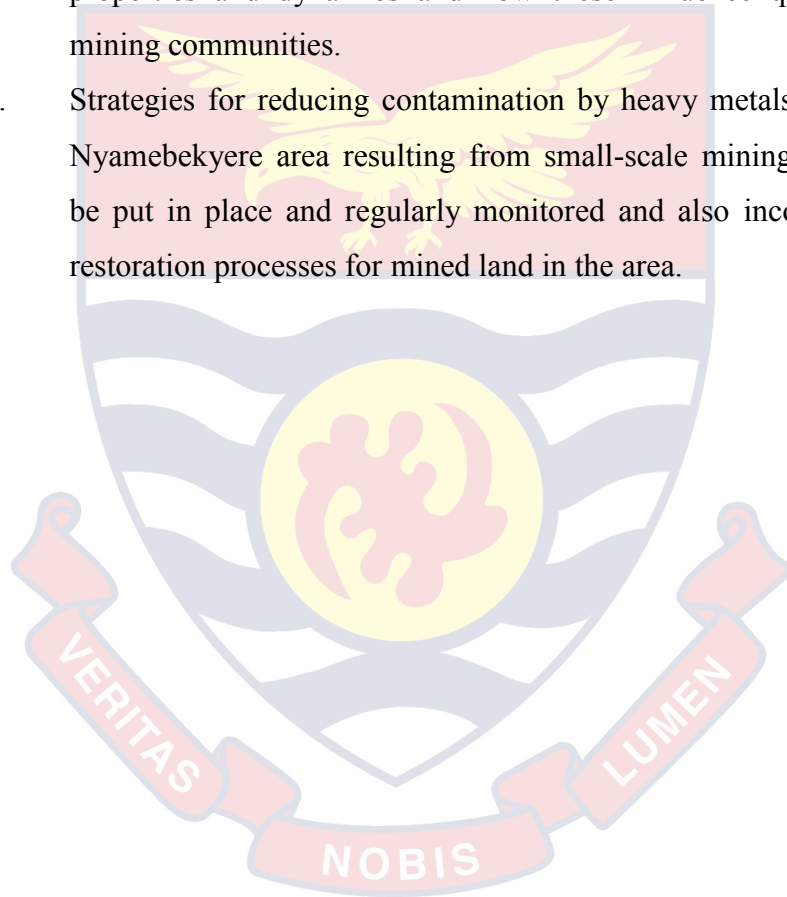 mining communities.
. Strategies for reducing contamination by heavy metals
Nyamebekyere area resulting from small-scale mining
be put in place and regularly monitored and also inco
restoration processes for mined land in the area.
VERITAS
NOBIS
LUMEN